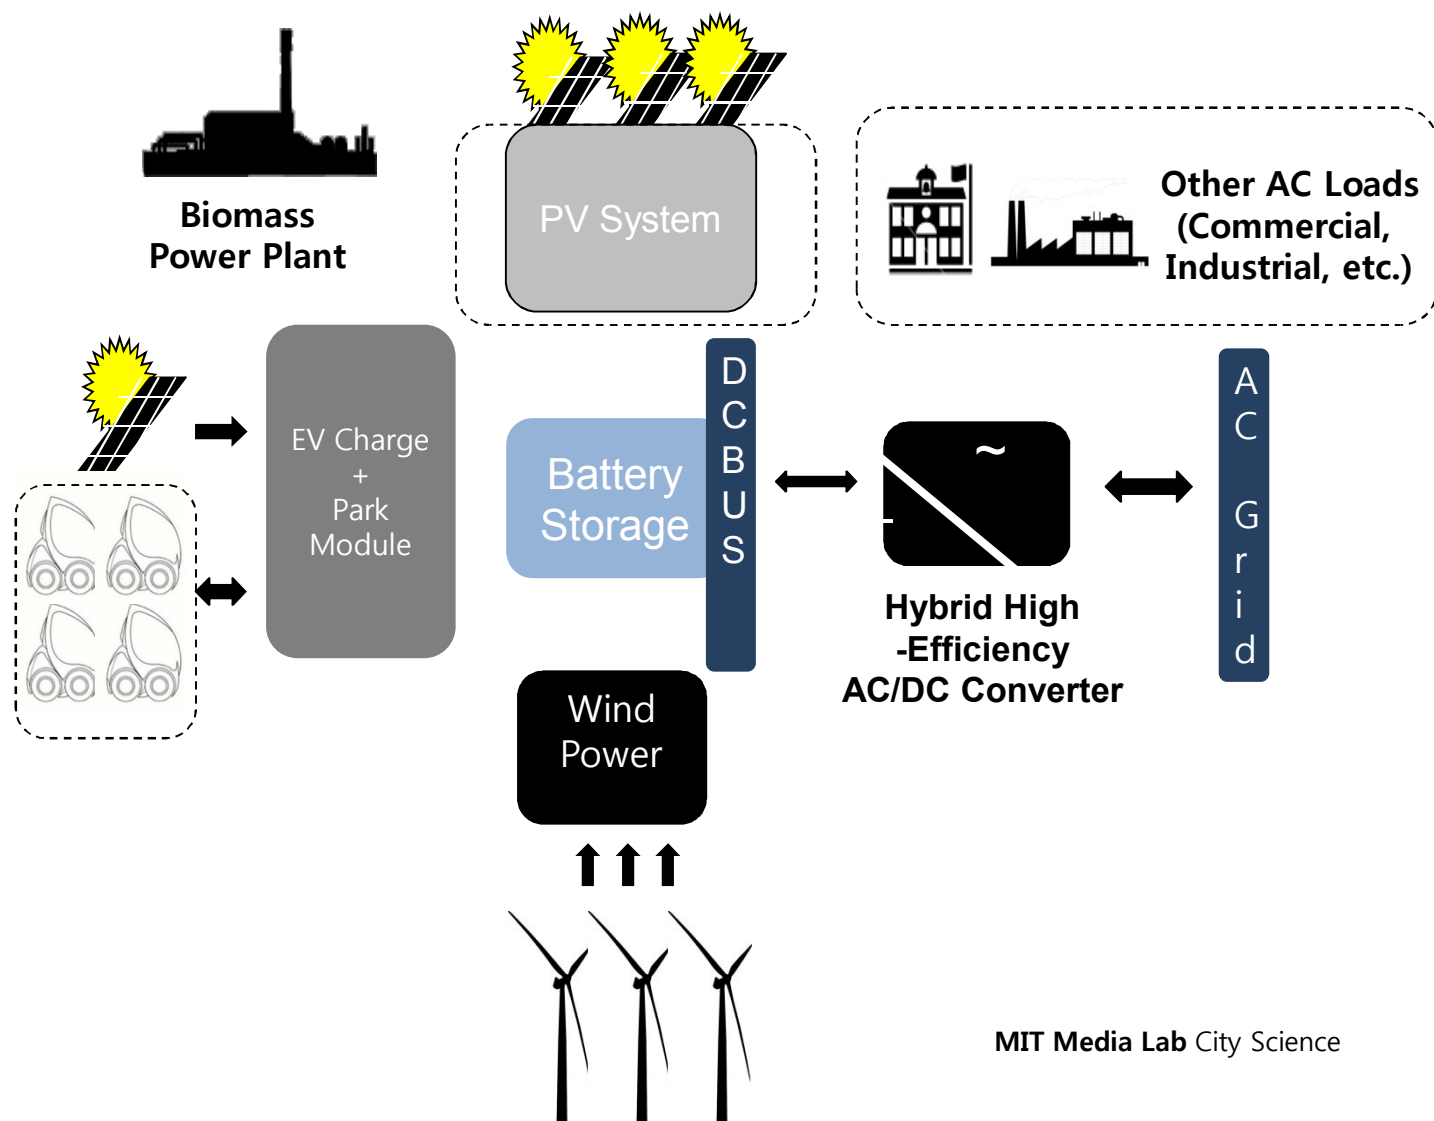 Biomass
Power Plant
PV System
Other AC Loads
(Commercial,
Industrial, etc.)
EV Charge
+
Park
Module
Battery
Storage
D
C
B
U
S
~
Hybrid High
-Efficiency
AC/DC Converter
A
C
G
r
i
d
Wind
Power
MIT Media Lab City Science